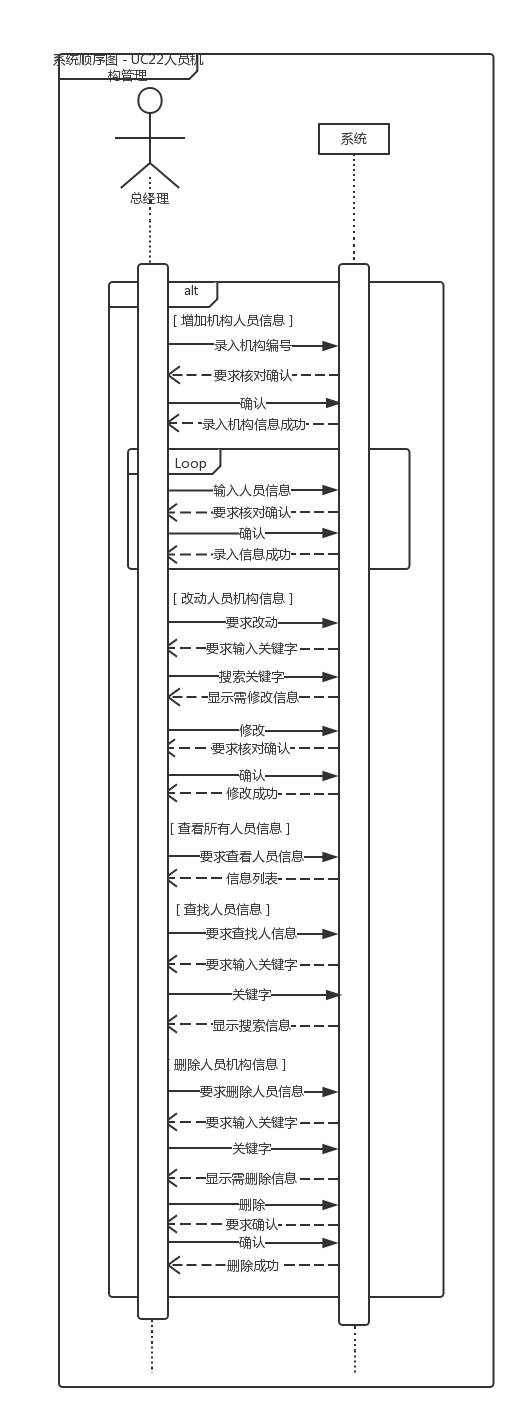 系统顺序图 - UC22人员机
构管理
系统
总经理
alt
[ 增加机构人员信息 ]
录入机构编号
要求核对确认
确认
录入机构信息成功
Loop
输入人员信息
要求核对确认
确认
录入信息成功
[ 改动人员机构信息 ]
要求改动
要求输入关键字
搜索关键字
显示需修改信息
修改
要求核对确认
确认
修改成功
[ 查看所有人员信息 ]
要求查看人员信息
信息列表
[ 查找人员信息 ]
要求查找人信息
要求输入关键字
关键字
显示搜索信息
[ 删除人员机构信息 ]
要求删除人员信息
要求输入关键字
关键字
显示需删除信息
删除
要求确认
确认
删除成功